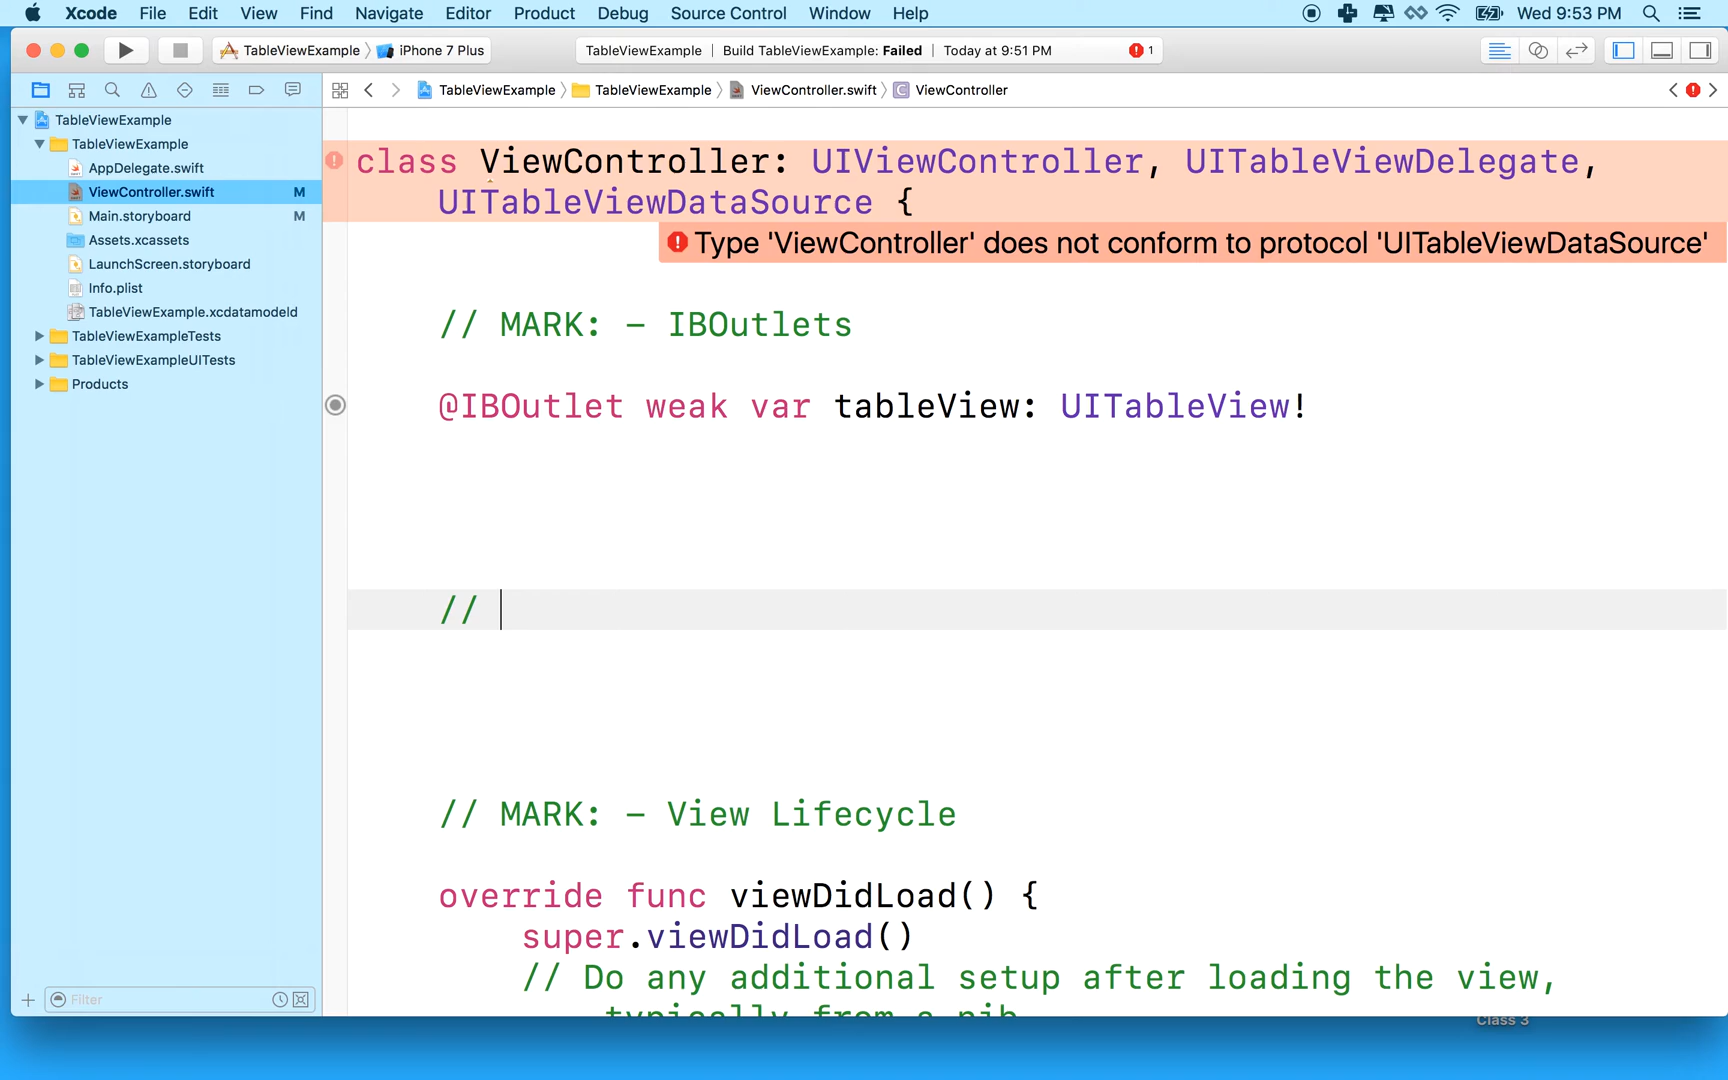 Xcode File Edit View Find Navigate Editor Product Debug Source Control Window Help Wed 9:53 PM
TableViewExample iPhone 7 Plus TableViewExample | Build TableViewExample: Failed | Today at 9:51 PM 1
TableViewExample TableViewExample ViewController.swift C ViewController
TableViewExample
TableViewExample
AppDelegate.swift
ViewController.swift M
Main.storyboard M
Assets.xcassets
LaunchScreen.storyboard
Info.plist
TableViewExample.xcdatamodeld
TableViewExampleTests
TableViewExampleUITests
Products
Filter
class ViewController: UIViewController, UITableViewDelegate,
UITableViewDataSource {
Type 'ViewController' does not conform to protocol 'UITableViewDataSource'
// MARK: - IBOutlets
@IBOutlet weak var tableView: UITableView!
//
// MARK: - View Lifecycle
override func viewDidLoad() {
super.viewDidLoad()
// Do any additional setup after loading the view,
typically from a nib.
Class 3